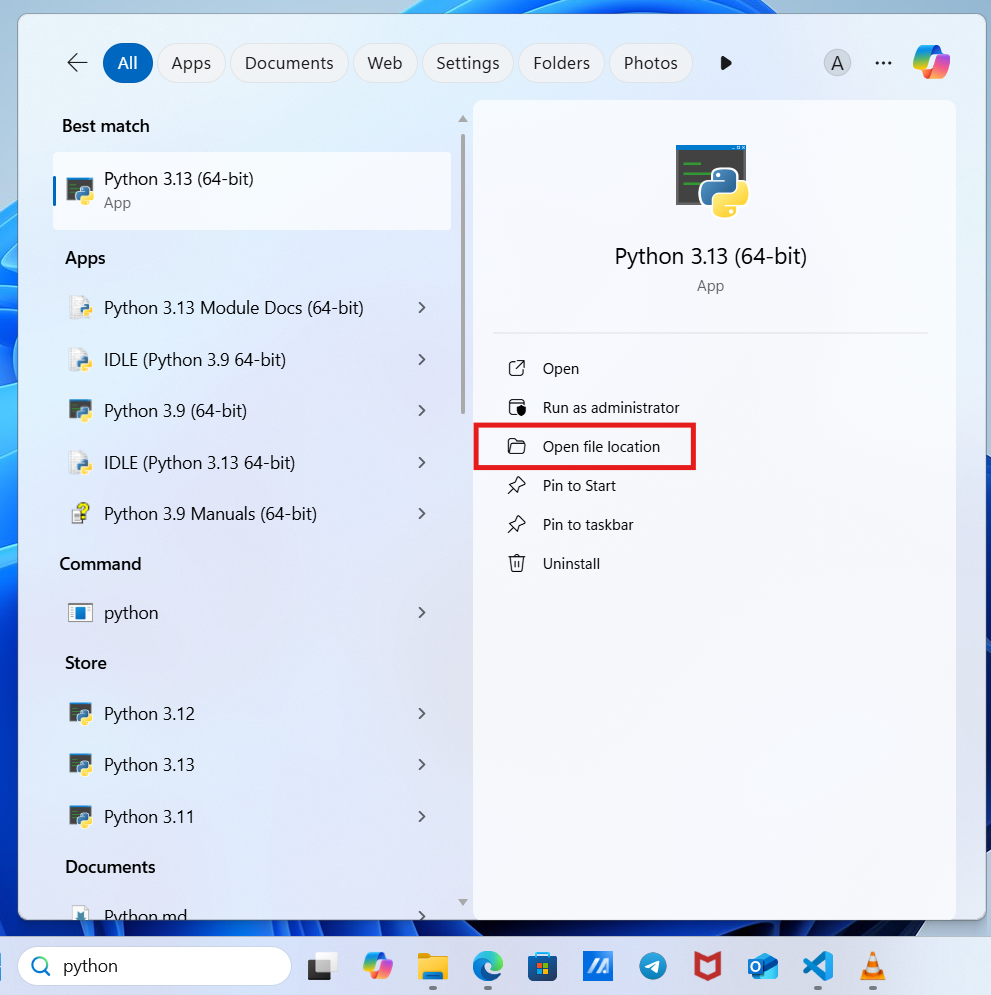 All
Apps
Documents
Web
Settings
Folders
Photos
A
Best match
Python 3.13 (64-bit)
App
Apps
Python 3.13 Module Docs (64-bit)
IDLE (Python 3.9 64-bit)
Python 3.9 (64-bit)
IDLE (Python 3.13 64-bit)
Python 3.9 Manuals (64-bit)
Command
python
Store
Python 3.12
Python 3.13
Python 3.11
Documents
Python.md
Python 3.13 (64-bit)
App
Open
Run as administrator
Open file location
Pin to Start
Pin to taskbar
Uninstall
python